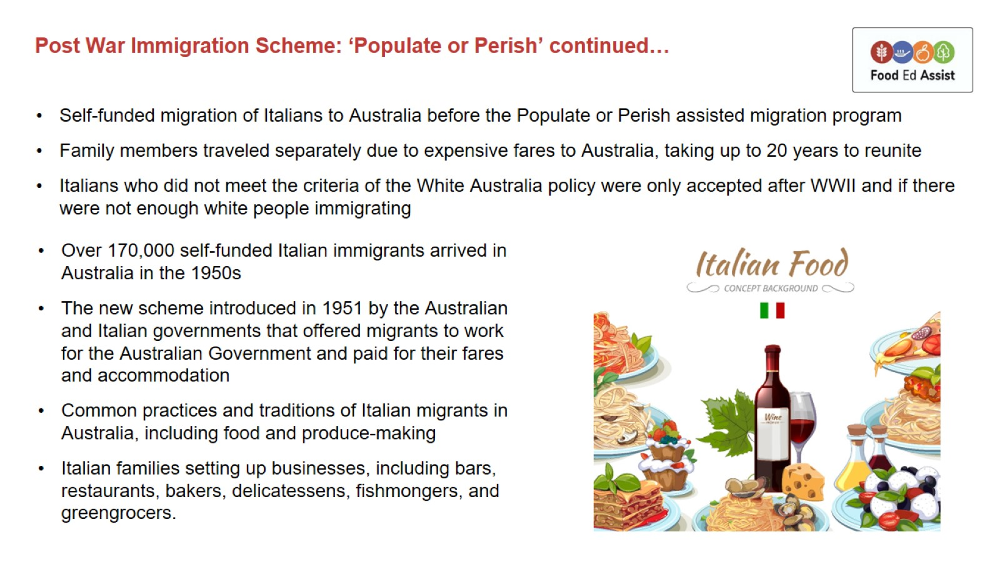 Post War Immigration Scheme: ‘Populate or Perish’ continued…
Food Ed Assist
• Self-funded migration of Italians to Australia before the Populate or Perish assisted migration program
• Family members traveled separately due to expensive fares to Australia, taking up to 20 years to reunite
• Italians who did not meet the criteria of the White Australia policy were only accepted after WWII and if there
were not enough white people immigrating
• Over 170,000 self-funded Italian immigrants arrived in
Australia in the 1950s
• The new scheme introduced in 1951 by the Australian
and Italian governments that offered migrants to work
for the Australian Government and paid for their fares
and accommodation
• Common practices and traditions of Italian migrants in
Australia, including food and produce-making
• Italian families setting up businesses, including bars,
restaurants, bakers, delicatessens, fishmongers, and
greengrocers.
Italian Food
CONCEPT BACKGROUND
Wine